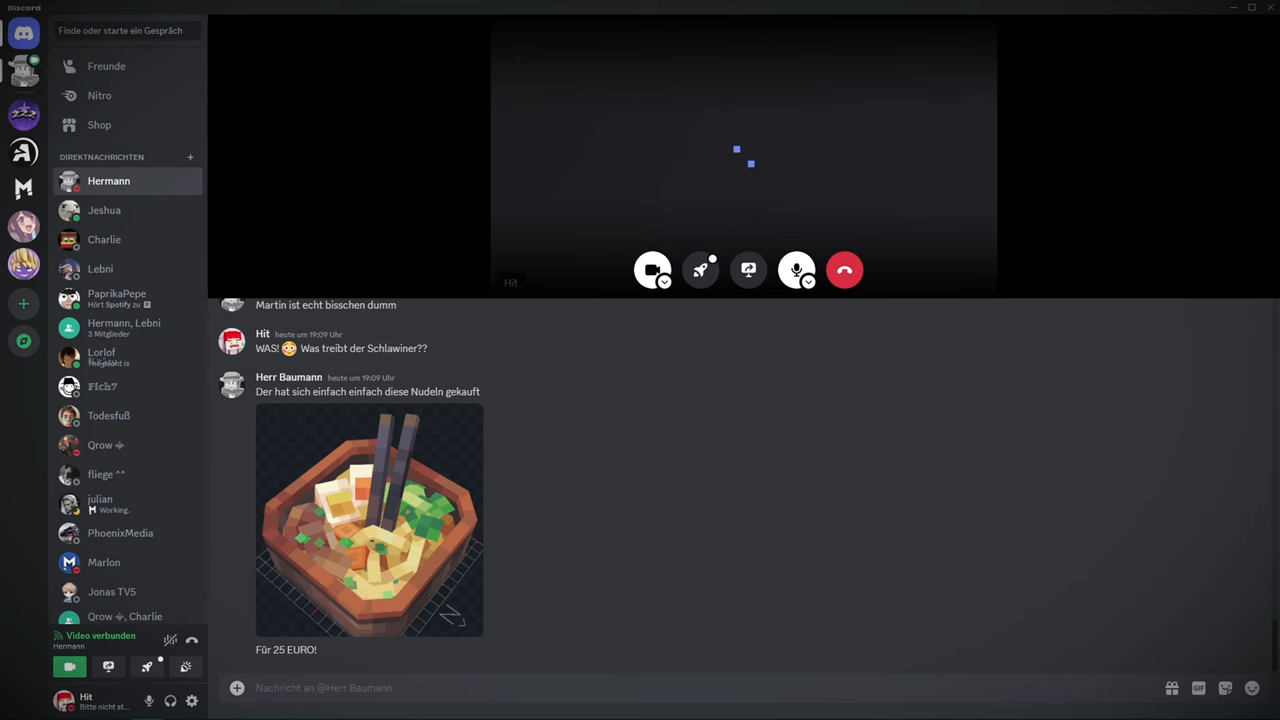 Discord
Finde oder starte ein Gespräch
Freunde
Nitro
Shop
DIREKTNACHRICHTEN
Hermann
Jeshua
Charlie
Lebni
PaprikaPepe
Hört Spotify zu
Hermann, Lebni
3 Mitglieder
Lorlof
Todesfuß
Qrow
fliege ^^
julian
Working.
PhoenixMedia
Marlon
Jonas TV5
Qrow, Charlie
Video verbunden
Hermann
Hit
Bitte nicht st...
Hit
Martin ist echt bisschen dumm
Hit heute um 19:09 Uhr
WAS! 😳 Was treibt der Schlawiner??
Herr Baumann heute um 19:09 Uhr
Der hat sich einfach einfach diese Nudeln gekauft
Für 25 EURO!
Nachricht an @Herr Baumann
GIF